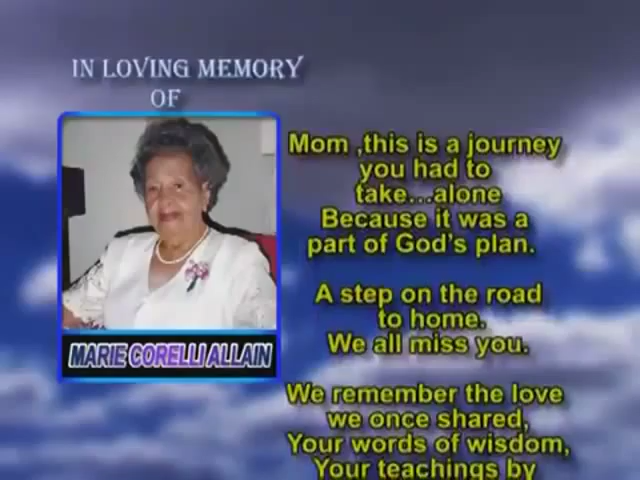 IN LOVING MEMORY
OF
MARIE CORELLI ALLAIN
Mom ,this is a journey
you had to
take...alone
Because it was a
part of God's plan.
A step on the road
to home.
We all miss you.
We remember the love
we once shared,
Your words of wisdom,
Your teachings by